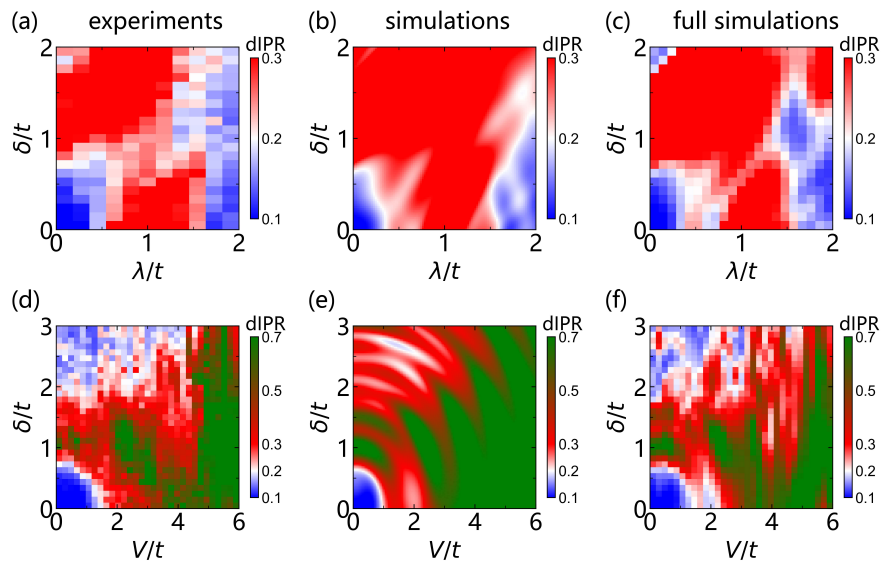 (a) experiments (b) simulations (c) full simulations
dIPR dIPR dIPR
2 0.3 2 0.3 2 0.3
δ/t 1 0.2 δ/t 1 0.2 δ/t 1 0.2
0 0.1 0 0.1 0 0.1
0 1 2 0 1 2 0 1 2
λ/t λ/t λ/t
(d) (e) (f)
dIPR dIPR dIPR
3 0.7 3 0.7 3 0.7
2 0.5 2 0.5 2 0.5
δ/t δ/t δ/t
1 0.3 1 0.3 1 0.3
0.2 0.2 0.2
0 0.1 0 0.1 0 0.1
0 2 4 6 0 2 4 6 0 2 4 6
V/t V/t V/t